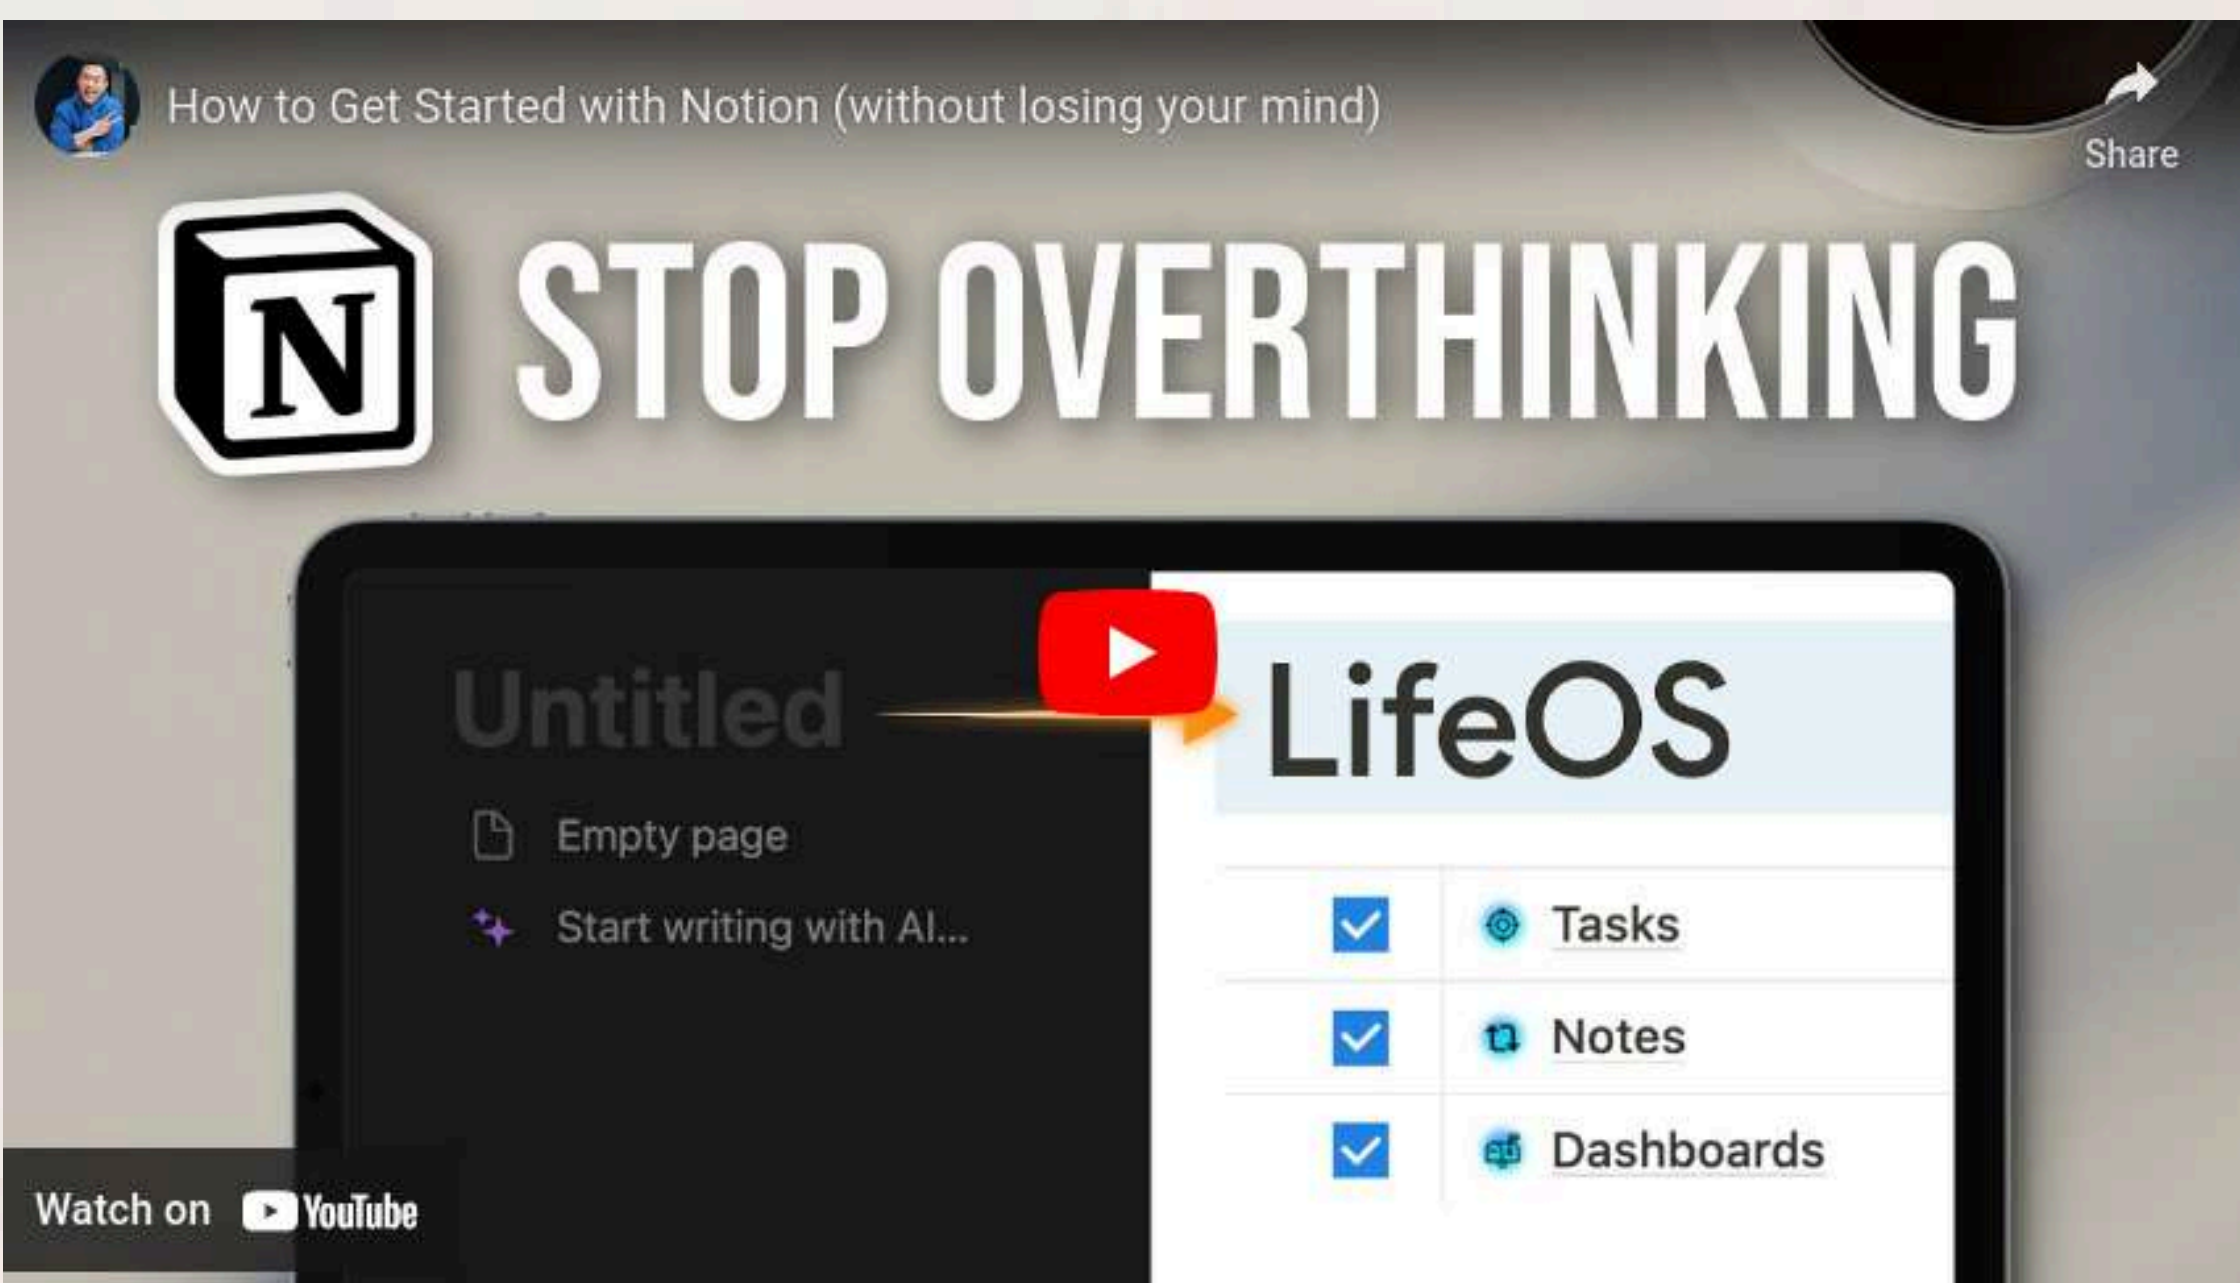 How to Get Started with Notion (without losing your mind)
Share
N STOP OVERTHINKING
Untitled
Empty page
Start writing with AI...
LifeOS
Tasks
Notes
Dashboards
Watch on YouTube